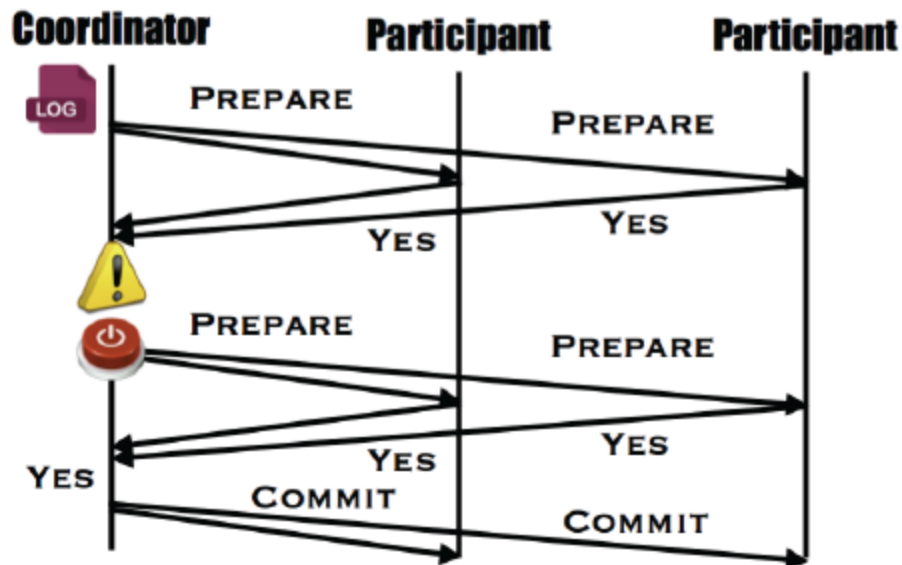 Coordinator Participant Participant
LOG
PREPARE
PREPARE
YES
YES
PREPARE
PREPARE
YES
YES
YES
COMMIT
COMMIT